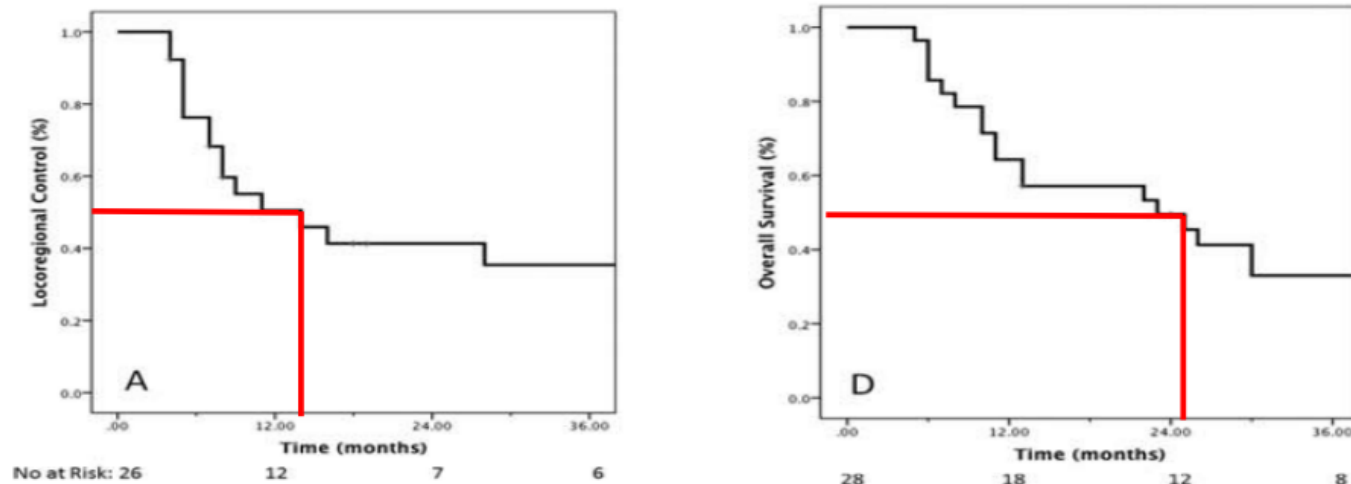 Locoregional Control (%)
1.0
0.8
0.6
0.4
0.2
0.0
A
.00 12.00 24.00 36.00
Time (months)
No at Risk: 26 12 7 6
Overall Survival (%)
1.0
0.8
0.6
0.4
0.2
0.0
D
.00 12.00 24.00 36.00
Time (months)
28 18 12 8